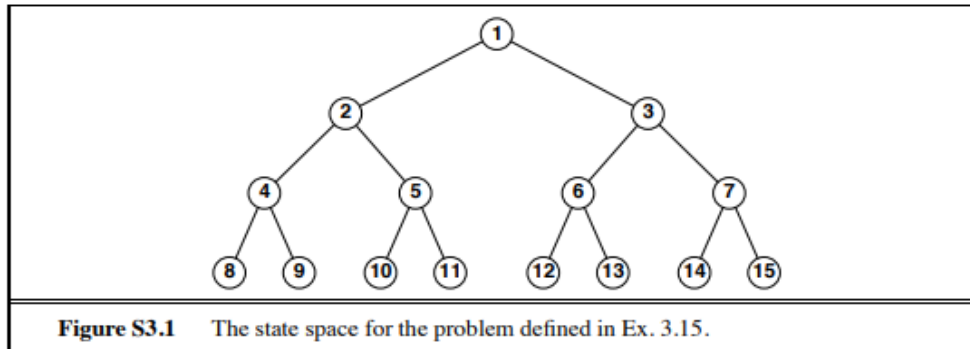 1
2 3
4 5 6 7
8 9 10 11 12 13 14 15
Figure S3.1 The state space for the problem defined in Ex. 3.15.